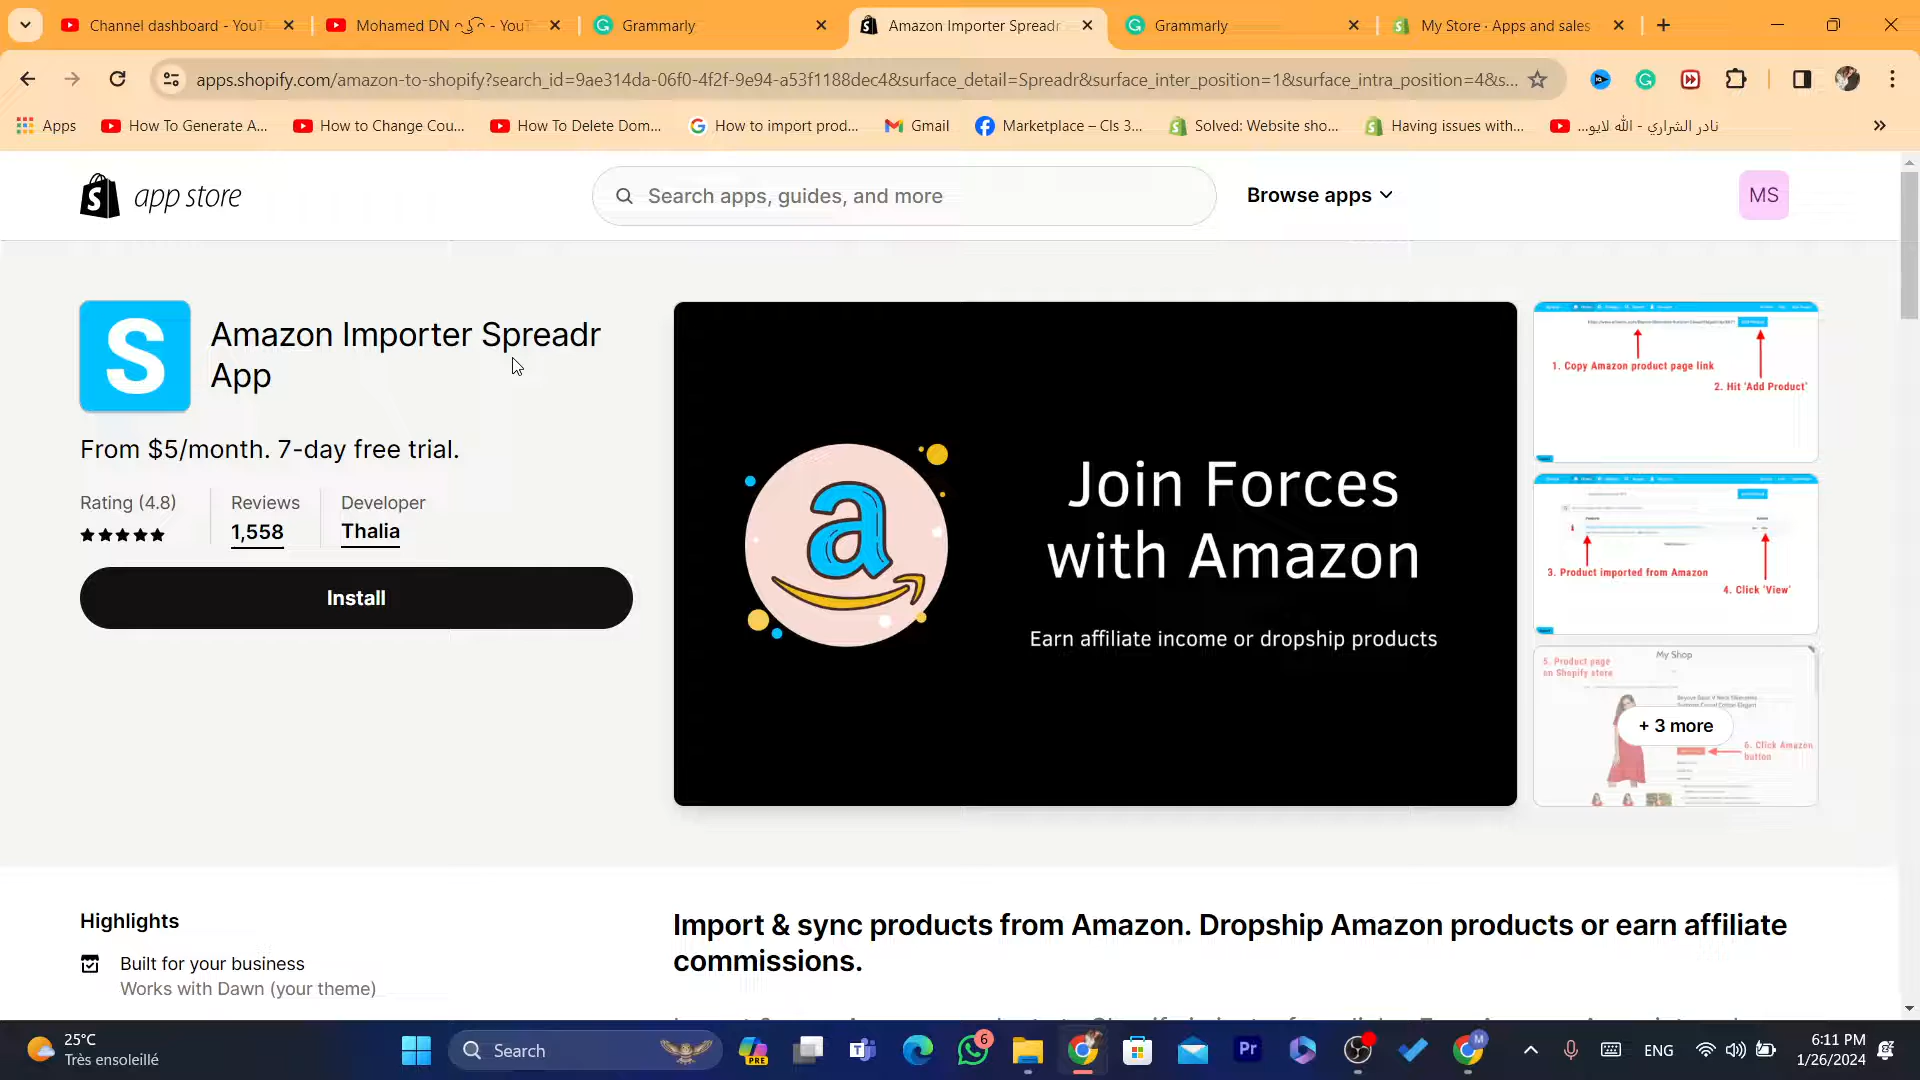 Channel dashboard - YouT
Mohamed DN - YouT
Grammarly
Amazon Importer Spreadr
Grammarly
My Store · Apps and sales
apps.shopify.com/amazon-to-shopify?search_id=9ae314da-06f0-4f2f-9e94-a53f1188dec4&surface_detail=Spreadr&surface_inter_position=1&surface_intra_position=4&s...
Apps
How To Generate A...
How to Change Cou...
How To Delete Dom...
How to import prod...
Gmail
Marketplace – Cls 3...
Solved: Website sho...
Having issues with...
نادر الشراري - الله لايو...
app store
Search apps, guides, and more
Browse apps
MS
Amazon Importer Spreadr
App
From $5/month. 7-day free trial.
Rating (4.8)
Reviews
1,558
Developer
Thalia
Install
Join Forces
with Amazon
Earn affiliate income or dropship products
1. Copy Amazon product page link
2. Hit 'Add Product'
3. Product imported from Amazon
4. Click 'View'
My Shop
5. Product page
on Shopify store
+ 3 more
6. Click Amazon
button
Highlights
Built for your business
Works with Dawn (your theme)
Import & sync products from Amazon. Dropship Amazon products or earn affiliate
commissions.
25°C
Très ensoleillé
Search
PRE
6
Pr
M
ENG
6:11 PM
1/26/2024